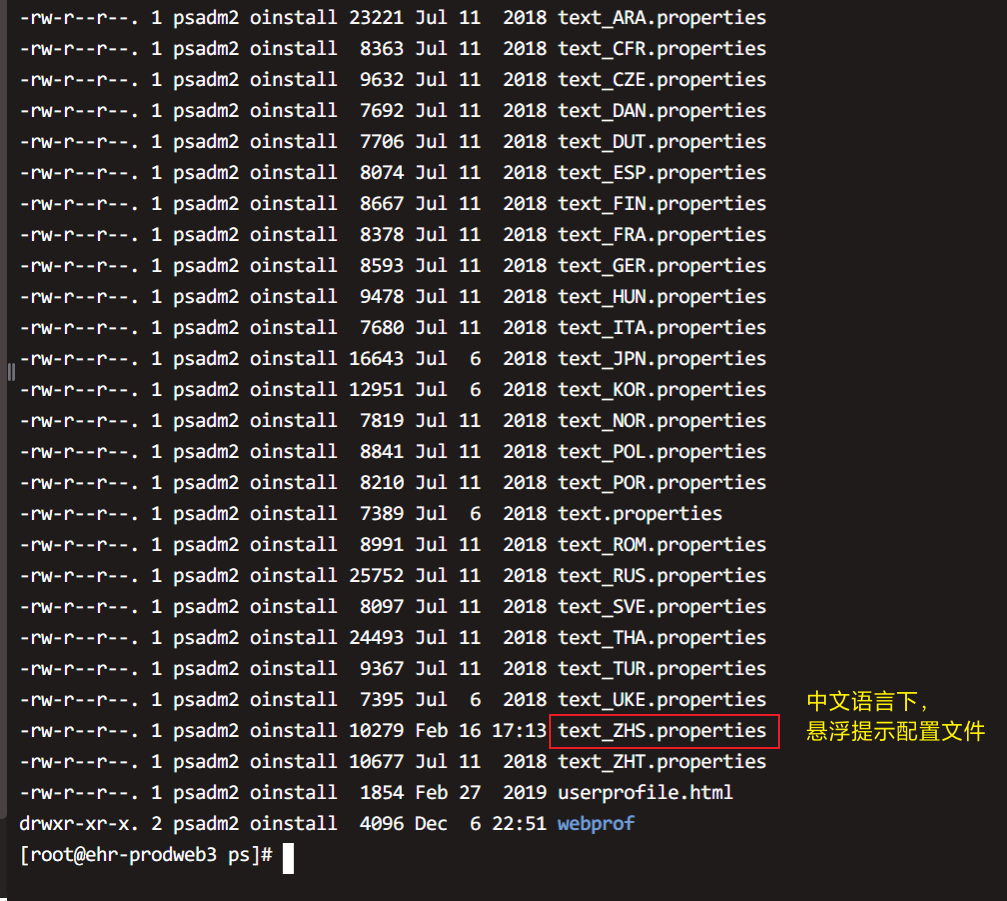 -rw-r--r--. 1 psadm2 oinstall 23221 Jul 11  2018 text_ARA.properties
-rw-r--r--. 1 psadm2 oinstall  8363 Jul 11  2018 text_CFR.properties
-rw-r--r--. 1 psadm2 oinstall  9632 Jul 11  2018 text_CZE.properties
-rw-r--r--. 1 psadm2 oinstall  7692 Jul 11  2018 text_DAN.properties
-rw-r--r--. 1 psadm2 oinstall  7706 Jul 11  2018 text_DUT.properties
-rw-r--r--. 1 psadm2 oinstall  8074 Jul 11  2018 text_ESP.properties
-rw-r--r--. 1 psadm2 oinstall  8667 Jul 11  2018 text_FIN.properties
-rw-r--r--. 1 psadm2 oinstall  8378 Jul 11  2018 text_FRA.properties
-rw-r--r--. 1 psadm2 oinstall  8593 Jul 11  2018 text_GER.properties
-rw-r--r--. 1 psadm2 oinstall  9478 Jul 11  2018 text_HUN.properties
-rw-r--r--. 1 psadm2 oinstall  7680 Jul 11  2018 text_ITA.properties
-rw-r--r--. 1 psadm2 oinstall 16643 Jul  6  2018 text_JPN.properties
-rw-r--r--. 1 psadm2 oinstall 12951 Jul  6  2018 text_KOR.properties
-rw-r--r--. 1 psadm2 oinstall  7819 Jul 11  2018 text_NOR.properties
-rw-r--r--. 1 psadm2 oinstall  8841 Jul 11  2018 text_POL.properties
-rw-r--r--. 1 psadm2 oinstall  8210 Jul 11  2018 text_POR.properties
-rw-r--r--. 1 psadm2 oinstall  7389 Jul  6  2018 text.properties
-rw-r--r--. 1 psadm2 oinstall  8991 Jul 11  2018 text_ROM.properties
-rw-r--r--. 1 psadm2 oinstall 25752 Jul 11  2018 text_RUS.properties
-rw-r--r--. 1 psadm2 oinstall  8097 Jul 11  2018 text_SVE.properties
-rw-r--r--. 1 psadm2 oinstall 24493 Jul 11  2018 text_THA.properties
-rw-r--r--. 1 psadm2 oinstall  9367 Jul 11  2018 text_TUR.properties
-rw-r--r--. 1 psadm2 oinstall  7395 Jul  6  2018 text_UKE.properties
-rw-r--r--. 1 psadm2 oinstall 10279 Feb 16 17:13 text_ZHS.properties
中文语言下，
悬浮提示配置文件
-rw-r--r--. 1 psadm2 oinstall 10677 Jul 11  2018 text_ZHT.properties
-rw-r--r--. 1 psadm2 oinstall  1854 Feb 27  2019 userprofile.html
drwxr-xr-x. 2 psadm2 oinstall  4096 Dec  6 22:51 webprof
[root@ehr-prodweb3 ps]#